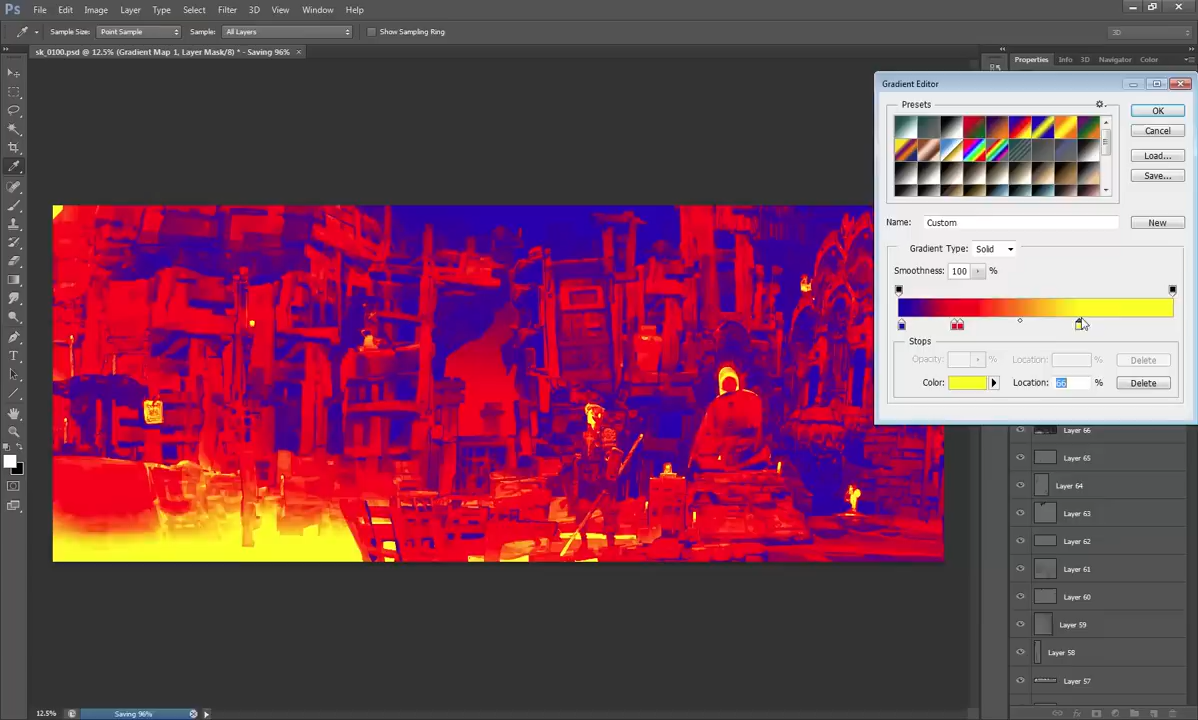 Ps File Edit Image Layer Type Select Filter 3D View Window Help
Sample Size: Point Sample Sample: All Layers Show Sampling Ring 3D
sk_0100.psd @ 12.5% (Gradient Map 1, Layer Mask/8) * - Saving 96% ×
Properties Info 3D Navigator Color
Gradient Editor
Presets
OK
Cancel
Load...
Save...
Name: Custom New
Gradient Type: Solid
Smoothness: 100 %
Stops
Opacity: % Location: % Delete
Color: Location: 66 % Delete
Layer 66
Layer 65
Layer 64
Layer 63
Layer 62
Layer 61
Layer 60
Layer 59
Layer 58
Layer 57
12.5% Saving 96%